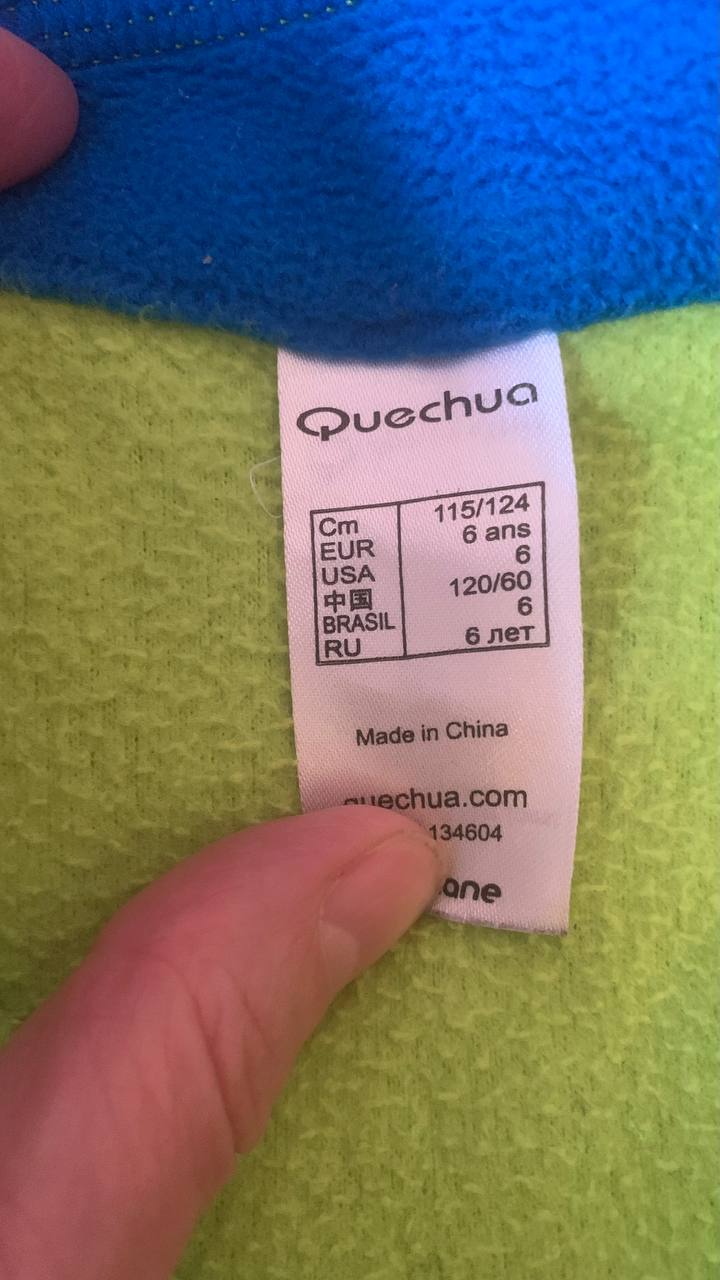 Quechua
Cm 115/124
EUR 6 ans
USA 6
中国 120/60
BRASIL 6
RU 6 лет
Made in China
quechua.com
134604